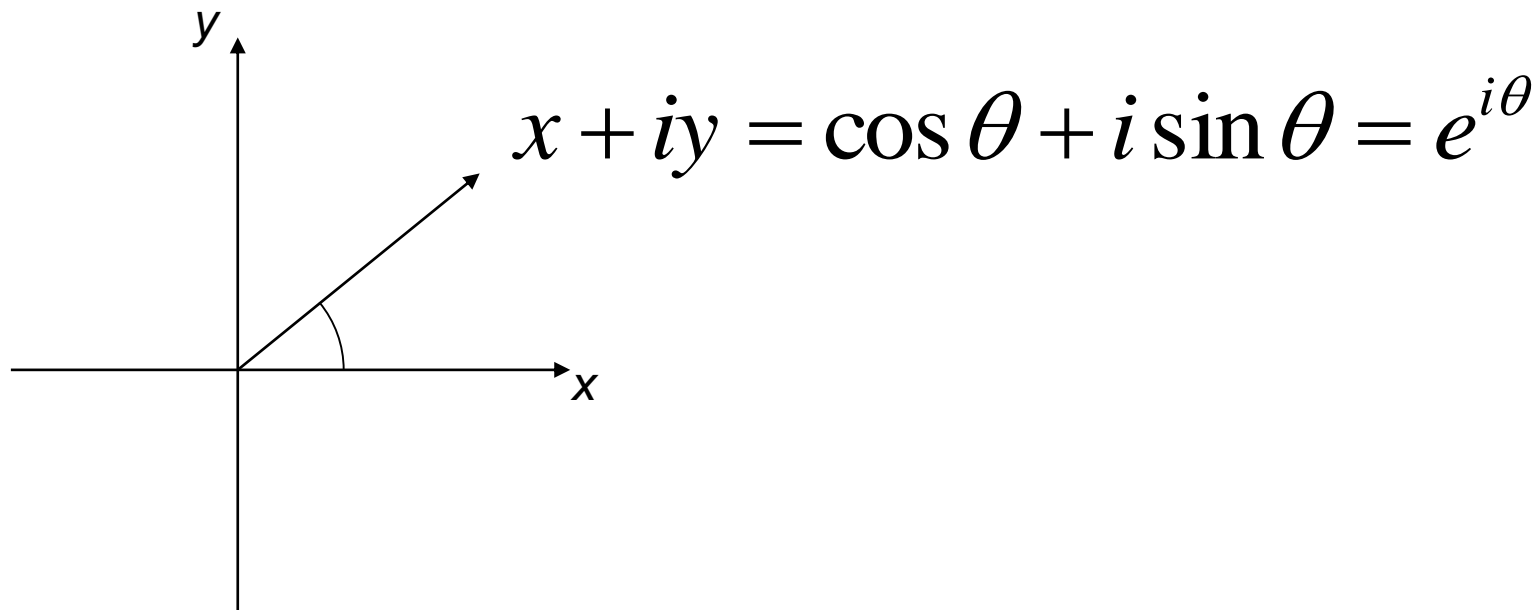 y
x + iy = cos θ + i sin θ = e^{iθ}
x